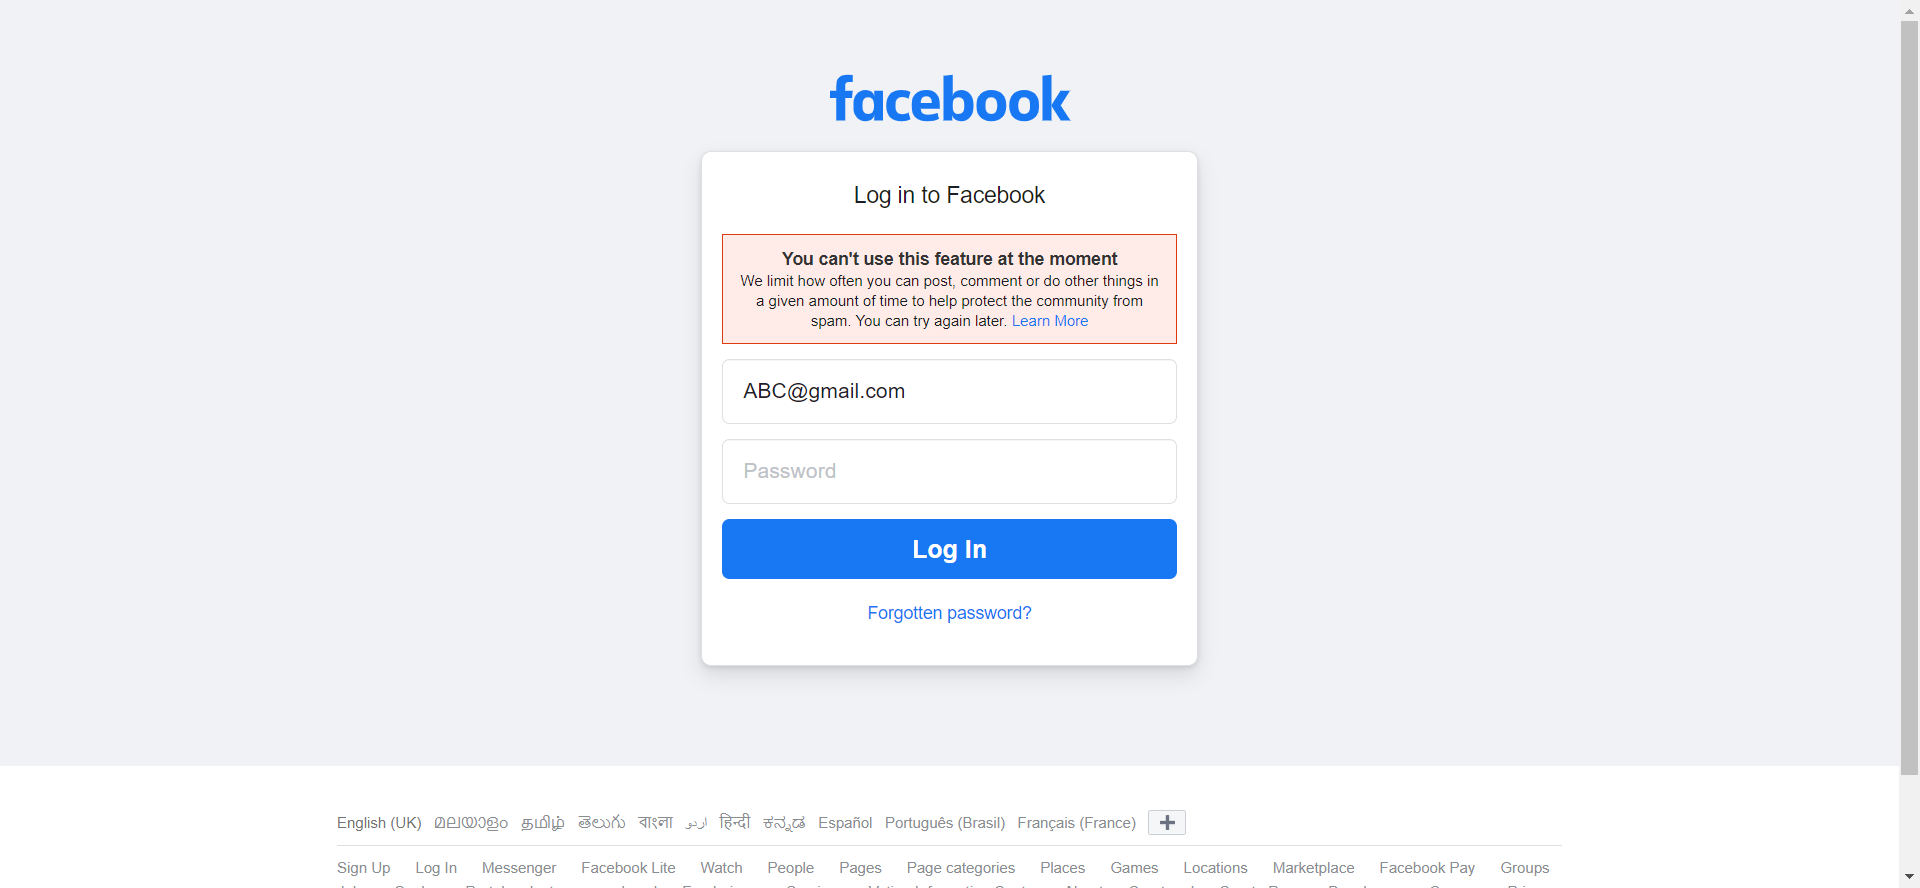 facebook
Log in to Facebook
You can't use this feature at the moment
We limit how often you can post, comment or do other things in
a given amount of time to help protect the community from
spam. You can try again later. Learn More
ABC@gmail.com
Password
Log In
Forgotten password?
English (UK) മലയാളം தமிழ் తెలుగు বাংলা اردو हिन्दी ಕನ್ನಡ Español Português (Brasil) Français (France)
Sign Up Log In Messenger Facebook Lite Watch People Pages Page categories Places Games Locations Marketplace Facebook Pay Groups